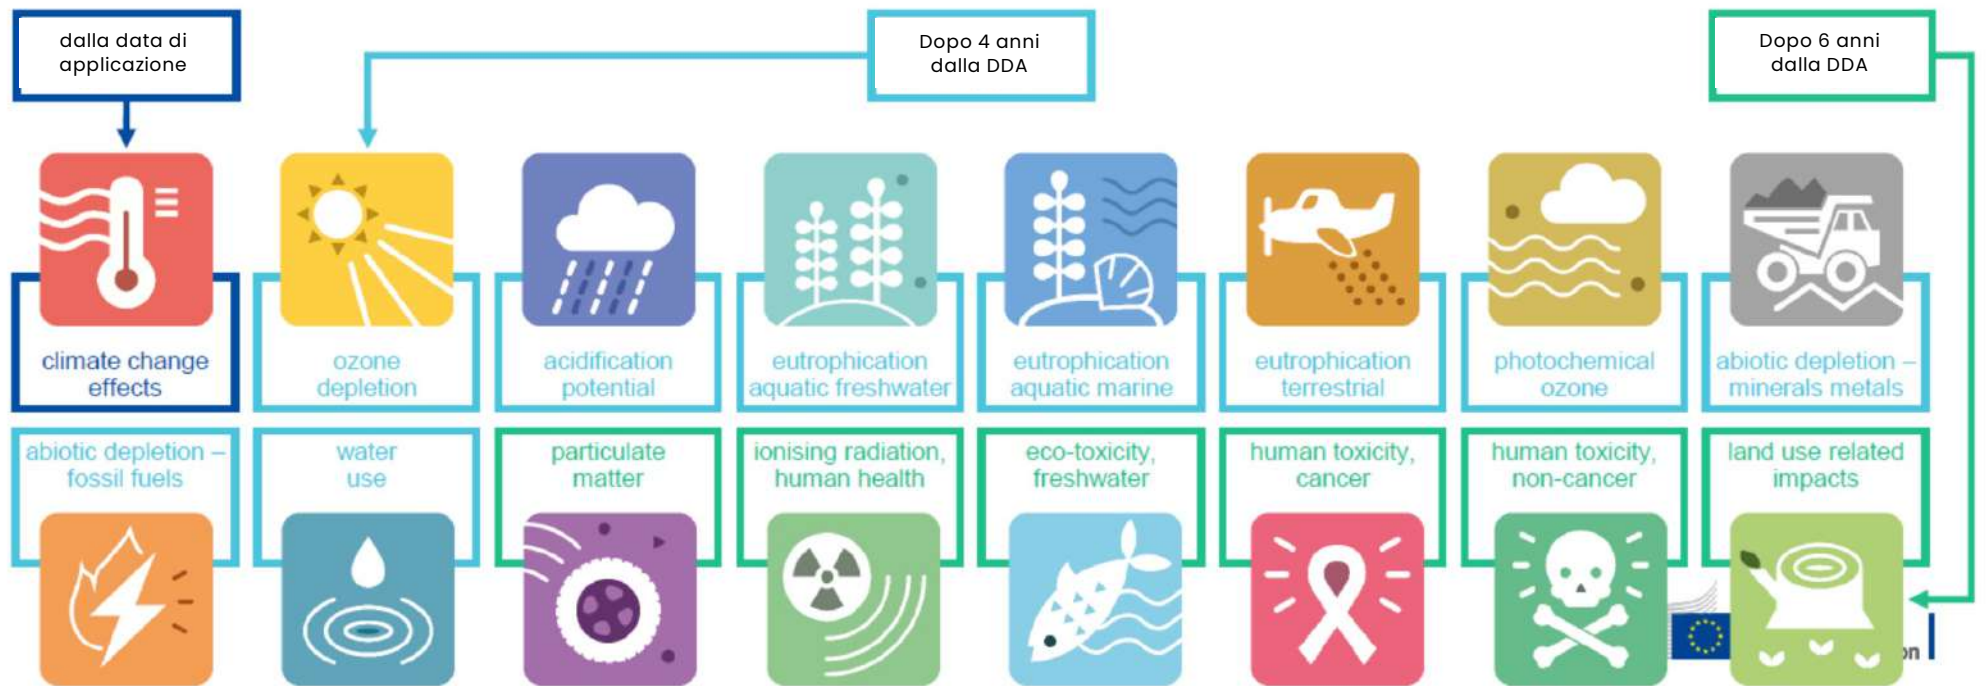 dalla data di
applicazione
Dopo 4 anni
dalla DDA
Dopo 6 anni
dalla DDA
climate change
effects
ozone
depletion
acidification
potential
eutrophication
aquatic freshwater
eutrophication
aquatic marine
eutrophication
terrestrial
photochemical
ozone
abiotic depletion –
minerals metals
abiotic depletion –
fossil fuels
water
use
particulate
matter
ionising radiation,
human health
eco-toxicity,
freshwater
human toxicity,
cancer
human toxicity,
non-cancer
land use related
impacts